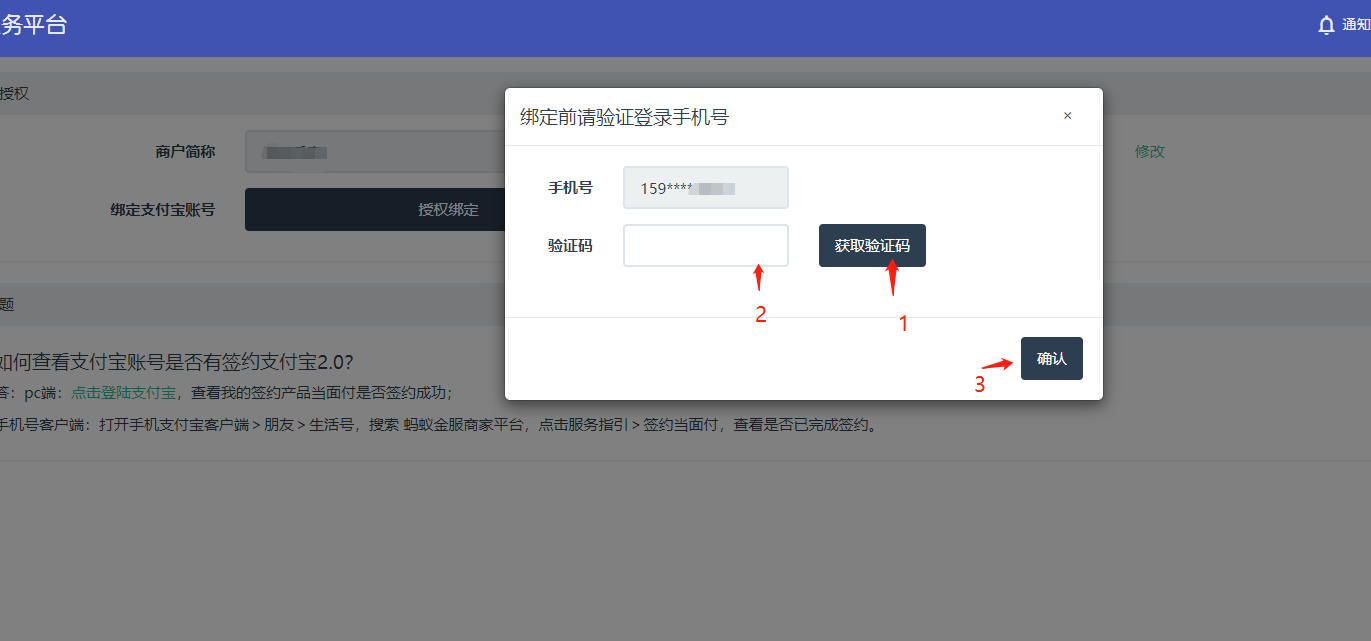 务平台
通知
授权
绑定前请验证登录手机号
×
商户简称
修改
手机号
159****
绑定支付宝账号
授权绑定
验证码
获取验证码
2
1
题
确认
3
如何查看支付宝账号是否有签约支付宝2.0?
答：pc端：点击登陆支付宝，查看我的签约产品当面付是否签约成功；
手机号客户端：打开手机支付宝客户端 > 朋友 > 生活号，搜索 蚂蚁金服商家平台，点击服务指引 > 签约当面付，查看是否已完成签约。